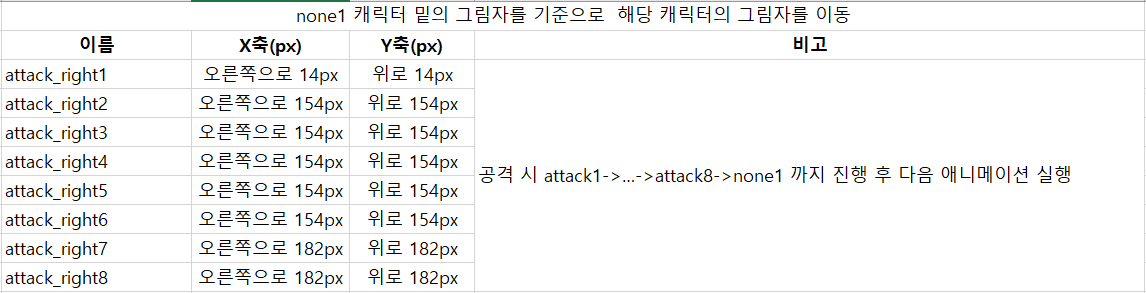 none1 캐릭터 밑의 그림자를 기준으로  해당 캐릭터의 그림자를 이동
이름 X축(px) Y축(px) 비고
attack_right1 오른쪽으로 14px 위로 14px
attack_right2 오른쪽으로 154px 위로 154px
attack_right3 오른쪽으로 154px 위로 154px
attack_right4 오른쪽으로 154px 위로 154px
공격 시 attack1->...->attack8->none1 까지 진행 후 다음 애니메이션 실행
attack_right5 오른쪽으로 154px 위로 154px
attack_right6 오른쪽으로 154px 위로 154px
attack_right7 오른쪽으로 182px 위로 182px
attack_right8 오른쪽으로 182px 위로 182px